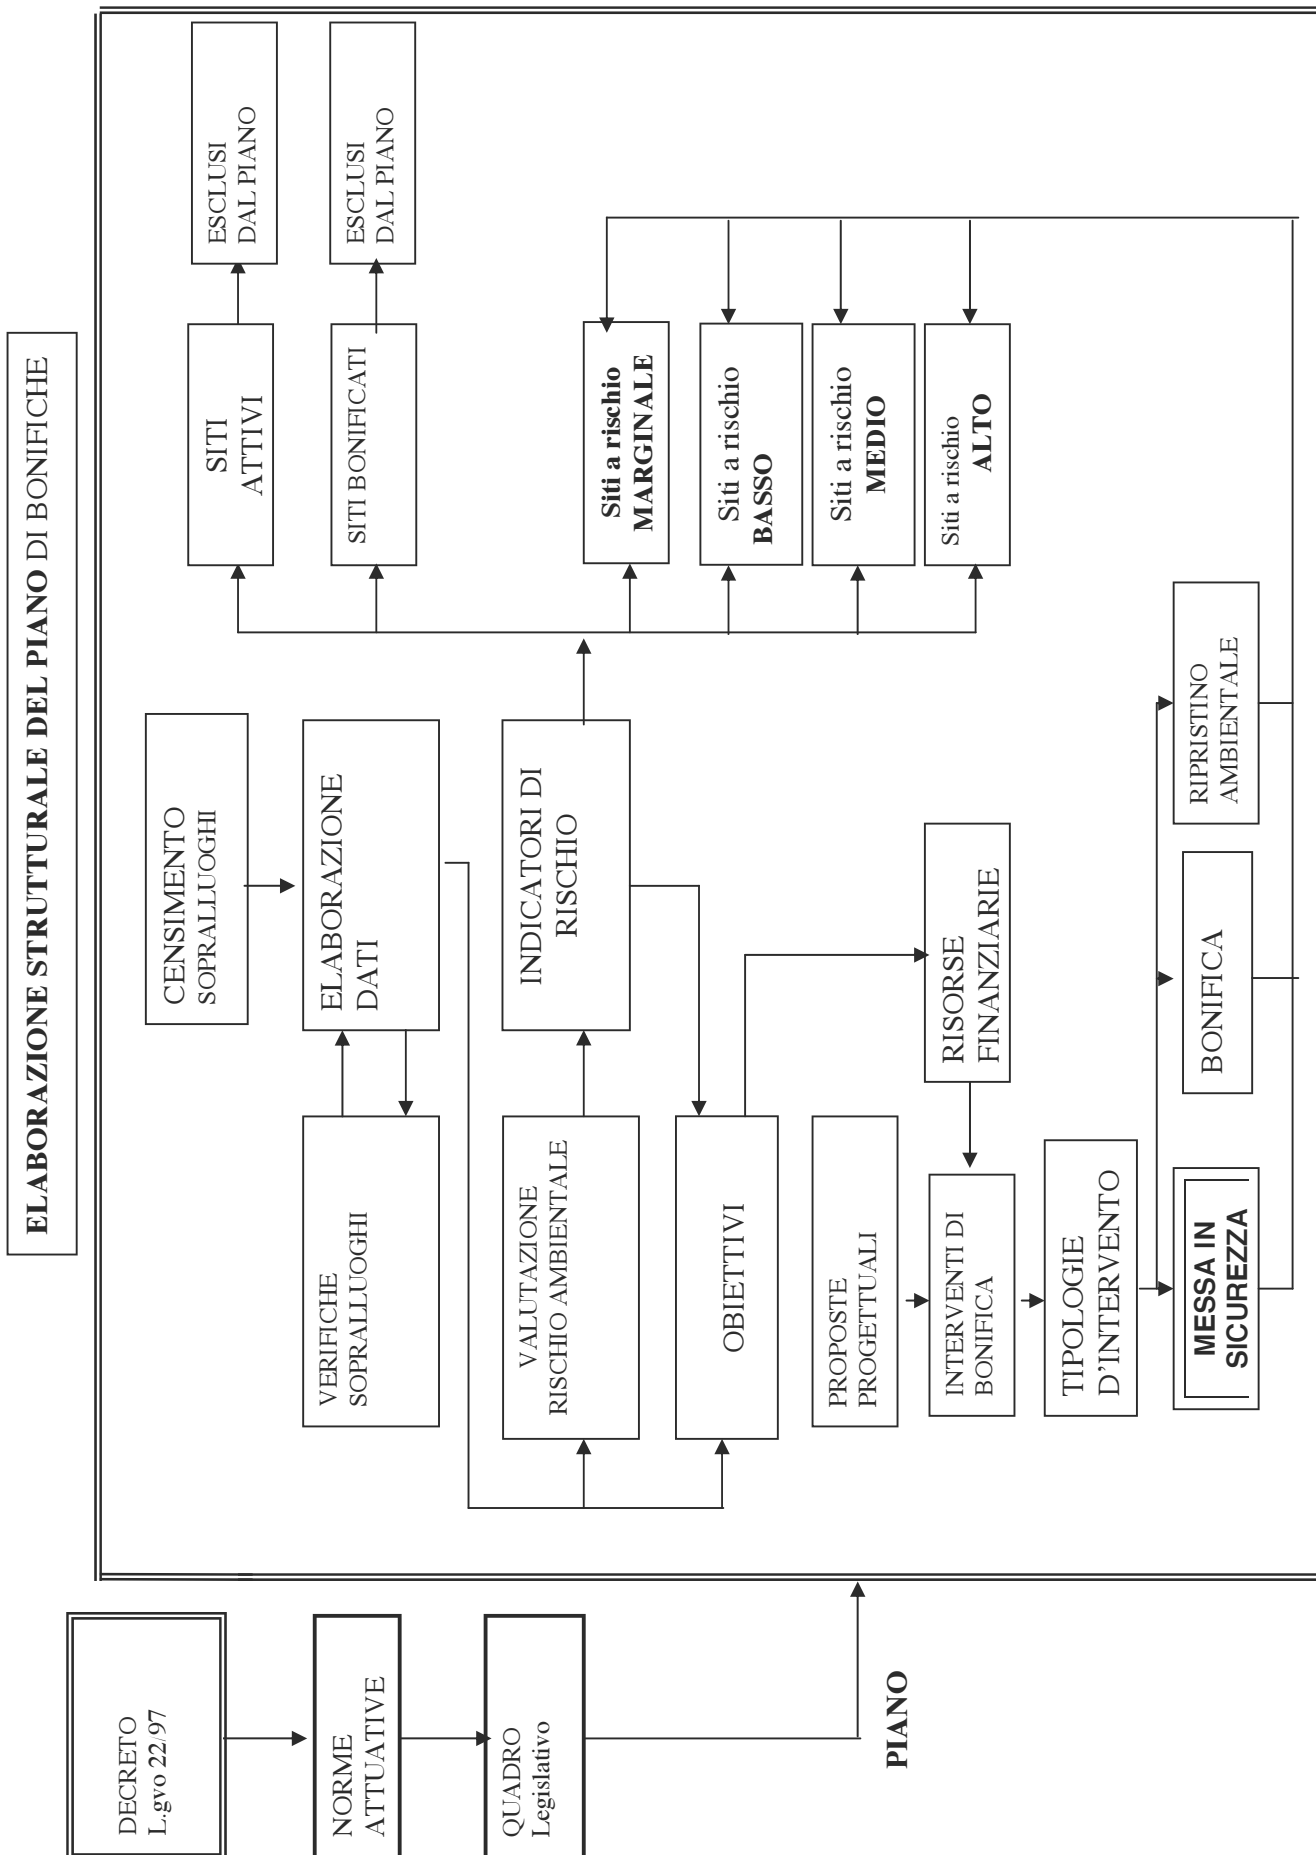 ELABORAZIONE STRUTTURALE DEL PIANO DI BONIFICHE
DECRETO
L.gvo 22/97
NORME
ATTUATIVE
QUADRO
Legislativo
PIANO
CENSIMENTO
SOPRALLUOGHI
VERIFICHE
SOPRALLUOGHI
ELABORAZIONE
DATI
VALUTAZIONE
RISCHIO AMBIENTALE
INDICATORI DI
RISCHIO
OBIETTIVI
PROPOSTE
PROGETTUALI
RISORSE
FINANZIARIE
INTERVENTI DI
BONIFICA
TIPOLOGIE
D'INTERVENTO
MESSA IN
SICUREZZA
BONIFICA
RIPRISTINO
AMBIENTALE
SITI
ATTIVI
ESCLUSI
DAL PIANO
SITI BONIFICATI
ESCLUSI
DAL PIANO
Siti a rischio
MARGINALE
Siti a rischio
BASSO
Siti a rischio
MEDIO
Siti a rischio
ALTO